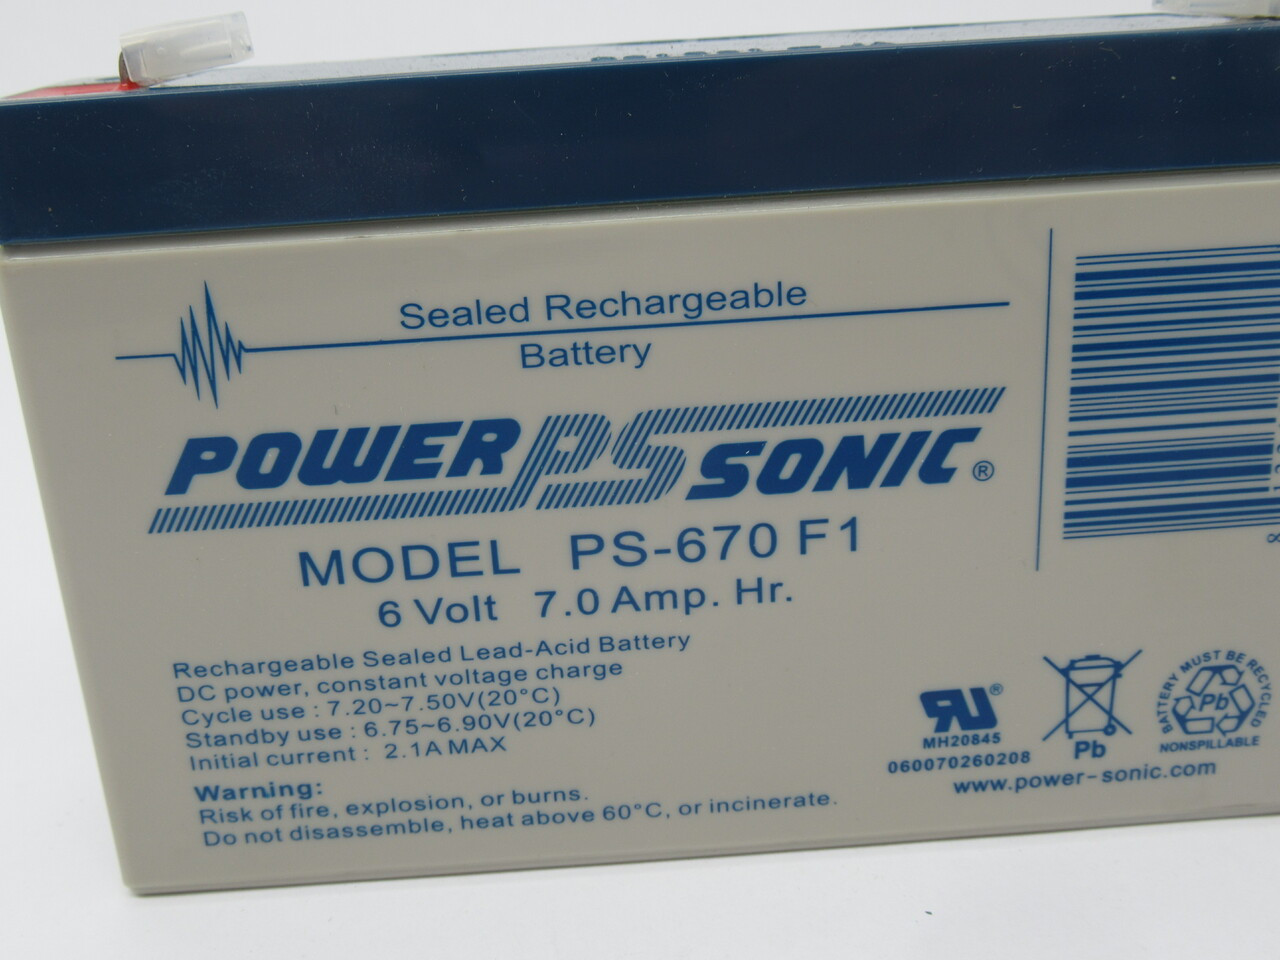 Sealed Rechargeable
Battery
POWER PS SONIC ®
MODEL PS-670 F1
6 Volt 7.0 Amp. Hr.
Rechargeable Sealed Lead-Acid Battery
DC power, constant voltage charge
Cycle use : 7.20~7.50V(20°C)
Standby use : 6.75~6.90V(20°C)
Initial current : 2.1A MAX
Warning:
Risk of fire, explosion, or burns.
Do not disassemble, heat above 60°C, or incinerate.
RU®
MH20845
060070260208
Pb
BATTERY MUST BE RECYCLED
Pb
NONSPILLABLE
www.power-sonic.com